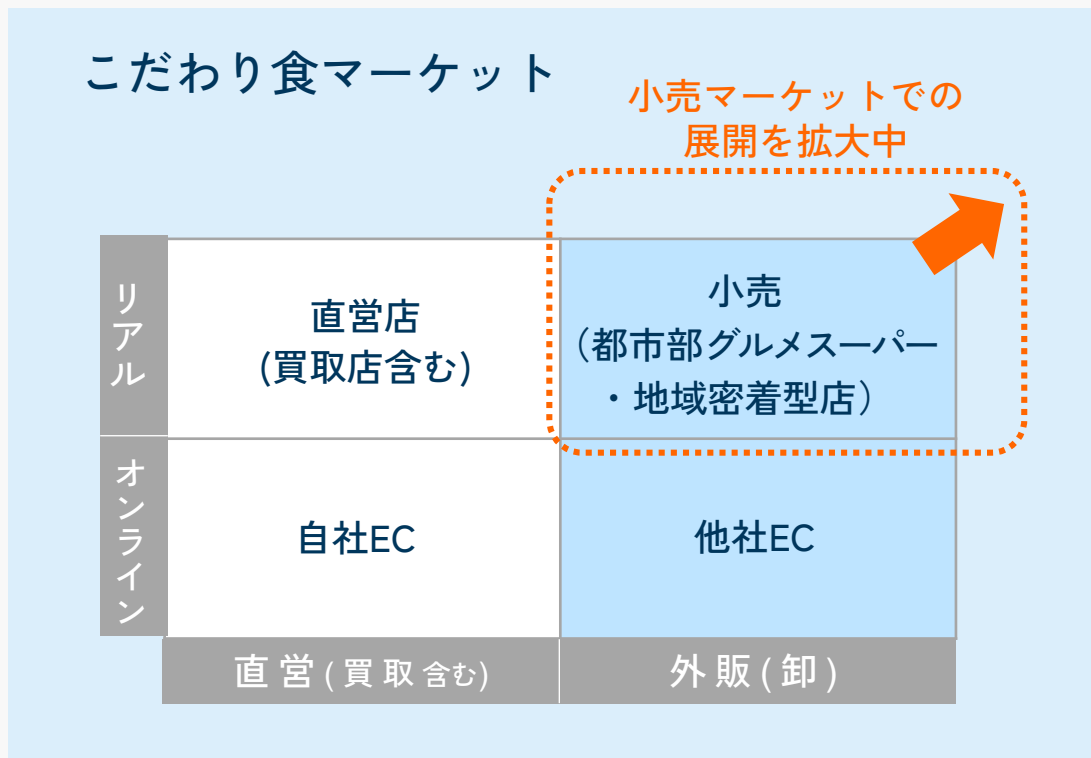 こだわり食マーケット
小売マーケットでの
展開を拡大中
リアル
直営店
(買取店含む)
小売
（都市部グルメスーパー
・地域密着型店）
オンライン
自社EC
他社EC
直営(買取含む)
外販(卸)